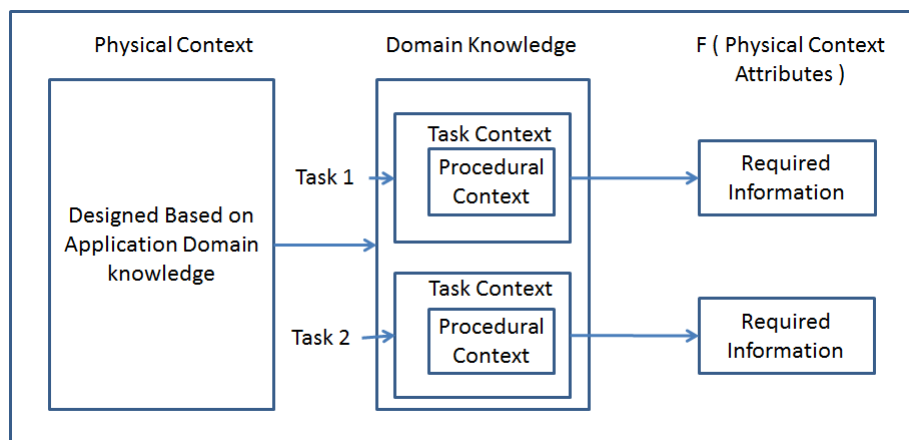 Physical Context
Domain Knowledge
F ( Physical Context
Attributes )
Designed Based on
Application Domain
knowledge
Task 1
Task Context
Procedural
Context
Required
Information
Task 2
Task Context
Procedural
Context
Required
Information